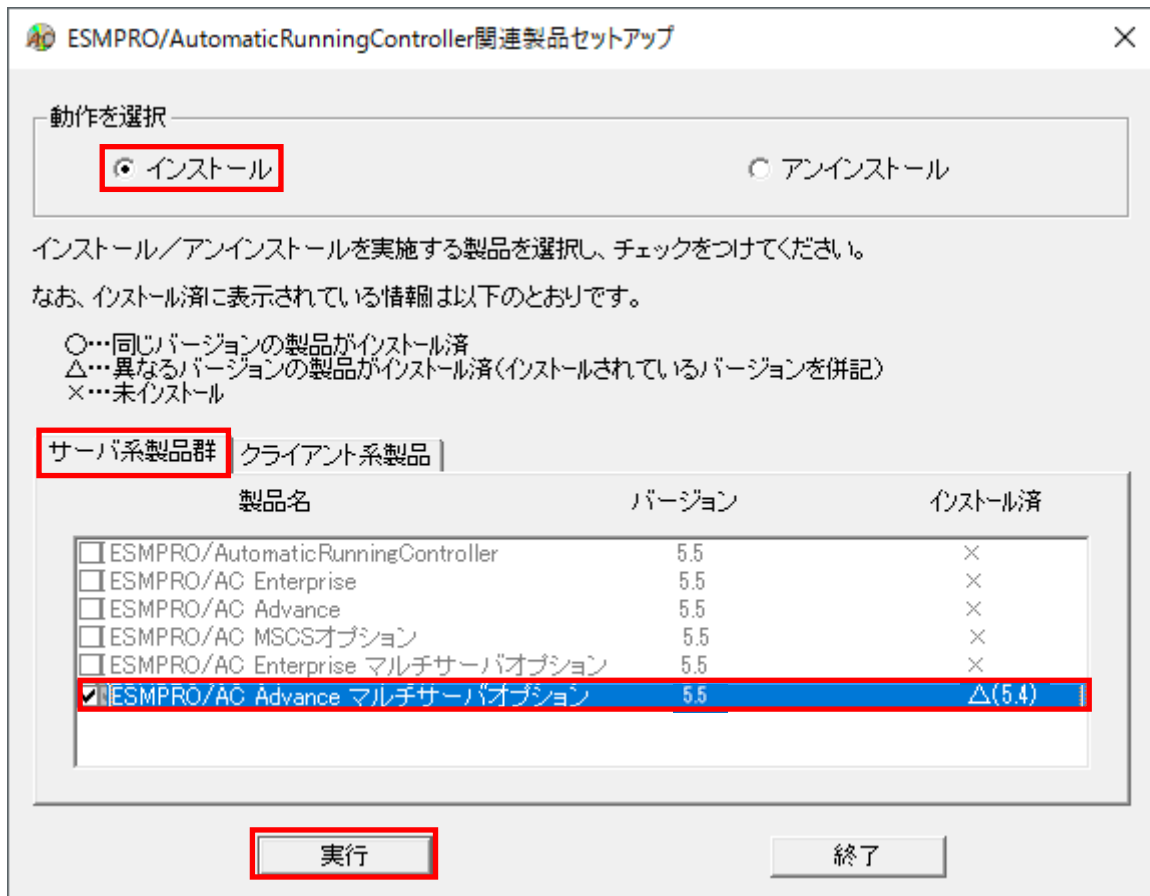 ESMPRO/AutomaticRunningController関連製品セットアップ
動作を選択
インストール アンインストール
インストール／アンインストールを実施する製品を選択し、チェックをつけてください。
なお、インストール済に表示されている情報は以下のとおりです。
○…同じバージョンの製品がインストール済
△…異なるバージョンの製品がインストール済(インストールされているバージョンを併記)
×…未インストール
サーバ系製品群 クライアント系製品
製品名 バージョン インストール済
ESMPRO/AutomaticRunningController 5.5 ×
ESMPRO/AC Enterprise 5.5 ×
ESMPRO/AC Advance 5.5 ×
ESMPRO/AC MSCSオプション 5.5 ×
ESMPRO/AC Enterprise マルチサーバオプション 5.5 ×
ESMPRO/AC Advance マルチサーバオプション 5.5 △(5.4)
実行 終了